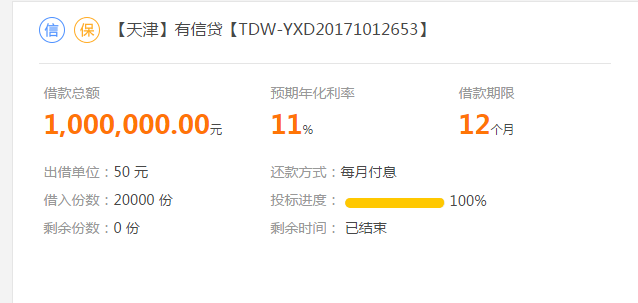 信 保 【天津】有信贷【TDW-YXD20171012653】
借款总额 预期年化利率 借款期限
1,000,000.00元 11% 12个月
出借单位：50 元 还款方式：每月付息
借入份数：20000 份 投标进度： 100%
剩余份数：0 份 剩余时间： 已结束